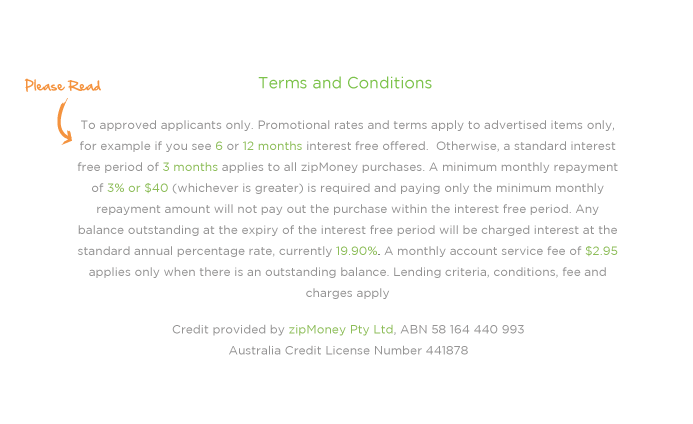 Terms and Conditions
Please Read
To approved applicants only. Promotional rates and terms apply to advertised items only,
for example if you see 6 or 12 months interest free offered.  Otherwise, a standard interest
free period of 3 months applies to all zipMoney purchases. A minimum monthly repayment
of 3% or $40 (whichever is greater) is required and paying only the minimum monthly
repayment amount will not pay out the purchase within the interest free period. Any
balance outstanding at the expiry of the interest free period will be charged interest at the
standard annual percentage rate, currently 19.90%. A monthly account service fee of $2.95
applies only when there is an outstanding balance. Lending criteria, conditions, fee and
charges apply
Credit provided by zipMoney Pty Ltd, ABN 58 164 440 993
Australia Credit License Number 441878